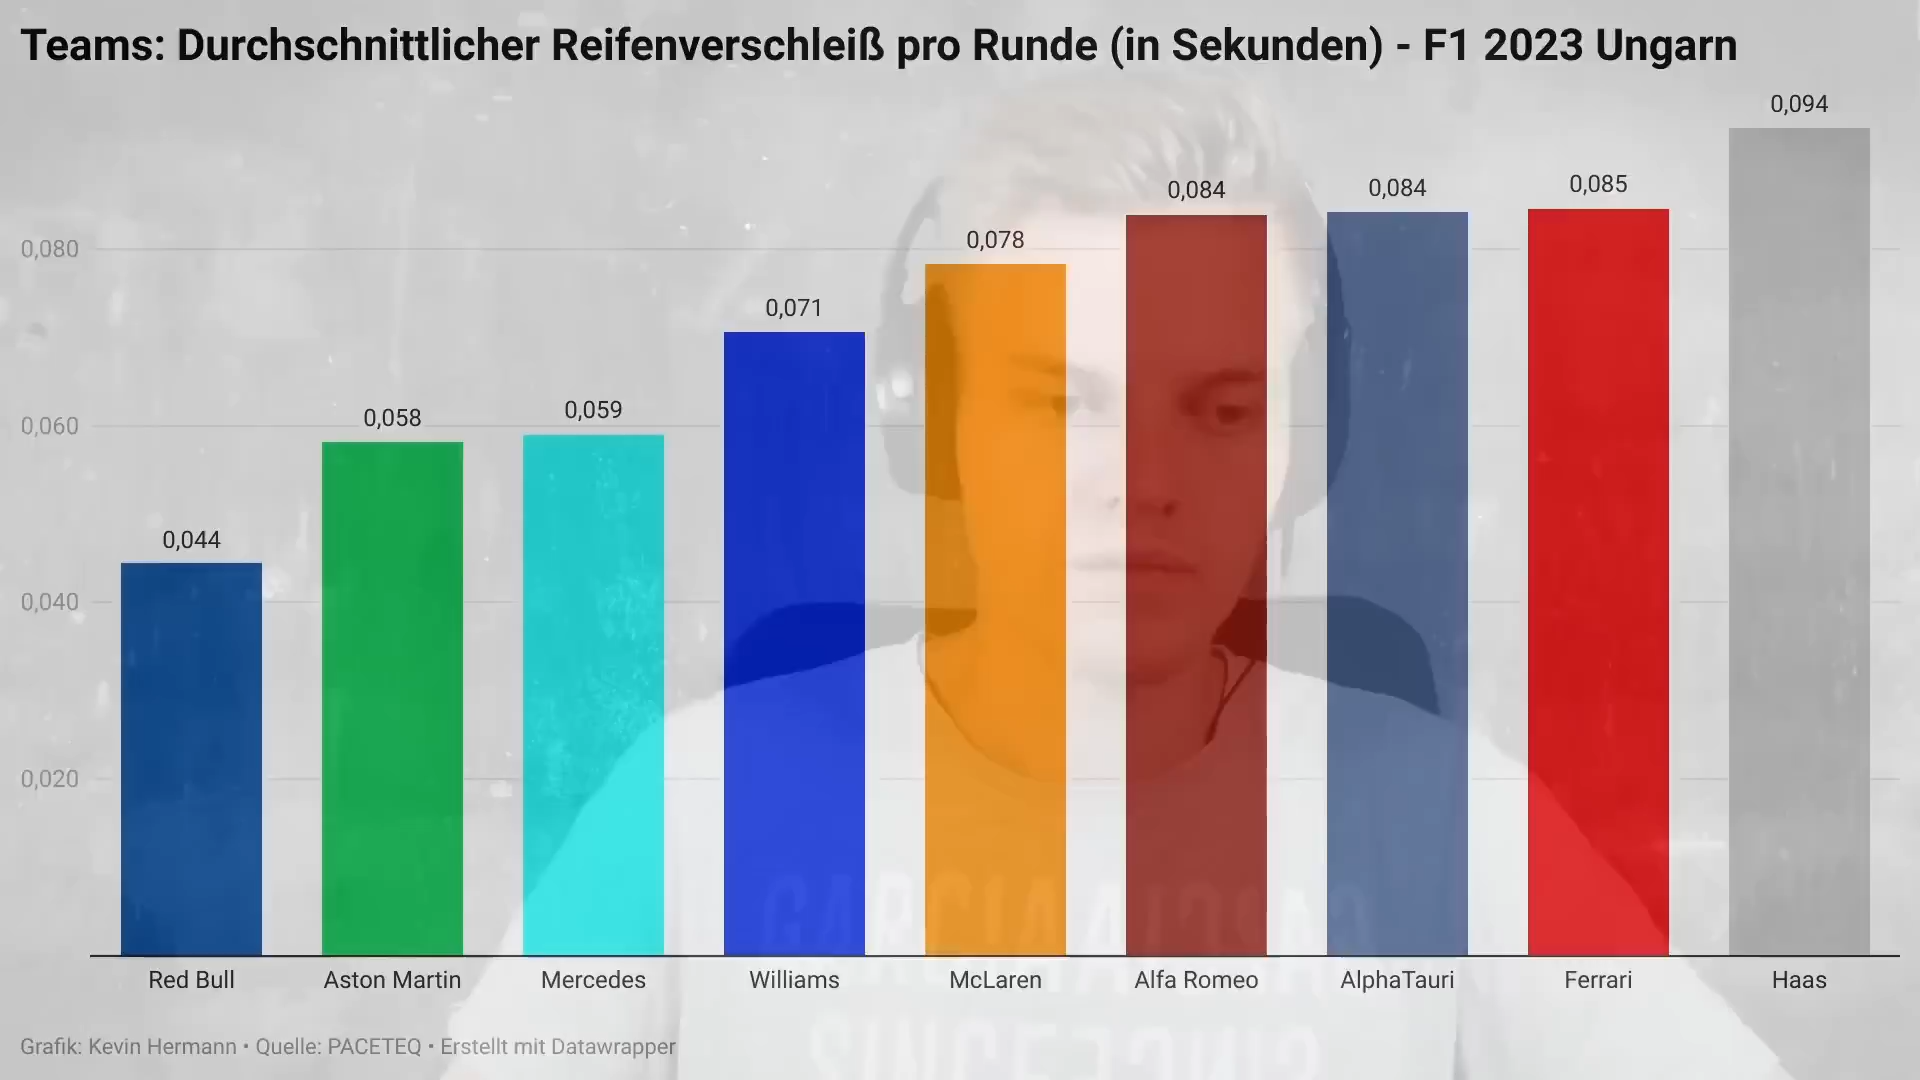 Teams: Durchschnittlicher Reifenverschleiß pro Runde (in Sekunden) - F1 2023 Ungarn
0,094
0,084 0,084 0,085
0,080
0,078
0,071
0,060
0,058 0,059
0,044
0,040
0,020
Red Bull Aston Martin Mercedes Williams McLaren Alfa Romeo AlphaTauri Ferrari Haas
Grafik: Kevin Hermann • Quelle: PACETEQ • Erstellt mit Datawrapper